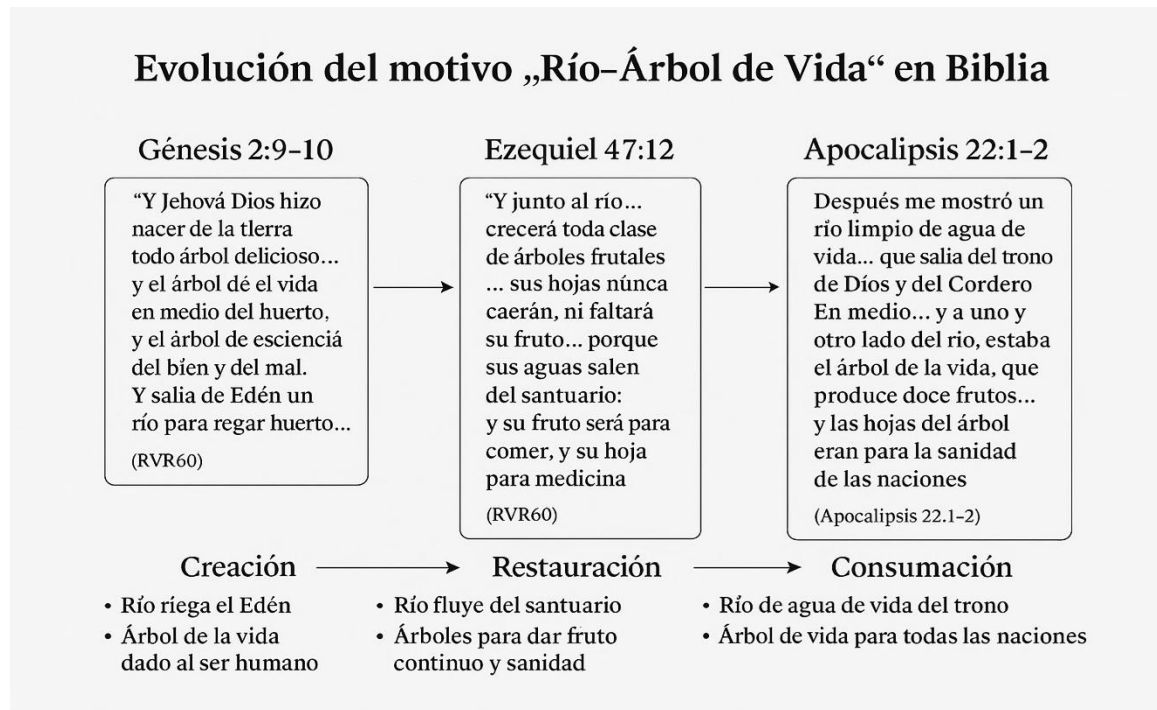 Evolución del motivo „Río–Árbol de Vida“ en Biblia
Génesis 2:9–10
“Y Jehová Dios hizo
nacer de la tlerra
todo árbol delicioso...
y el árbol dé el vida
en medio del huerto,
y el árbol de escienciá
del bien y del mal.
Y salia de Edén un
río para regar huerto...
(RVR60)
Ezequiel 47:12
“Y junto al río...
crecerá toda clase
de árboles frutales
... sus hojas núnca
caerán, ni faltará
su fruto... porque
sus aguas salen
del santuario:
y su fruto será para
comer, y su hoja
para medicina
(RVR60)
Apocalipsis 22:1–2
Después me mostró un
río limpio de agua de
vida... que salia del trono
de Díos y del Cordero
En medio... y a uno y
otro lado del rio, estaba
el árbol de la vida, que
produce doce frutos...
y las hojas del árbol
eran para la sanidad
de las naciones
(Apocalipsis 22.1–2)
Creación
• Río ríega el Edén
• Árbol de la vida
dado al ser humano
Restauración
• Río fluye del santuario
• Árboles para dar fruto
continuo y sanidad
Consumación
• Río de agua de vida del trono
• Árbol de vida para todas las naciones